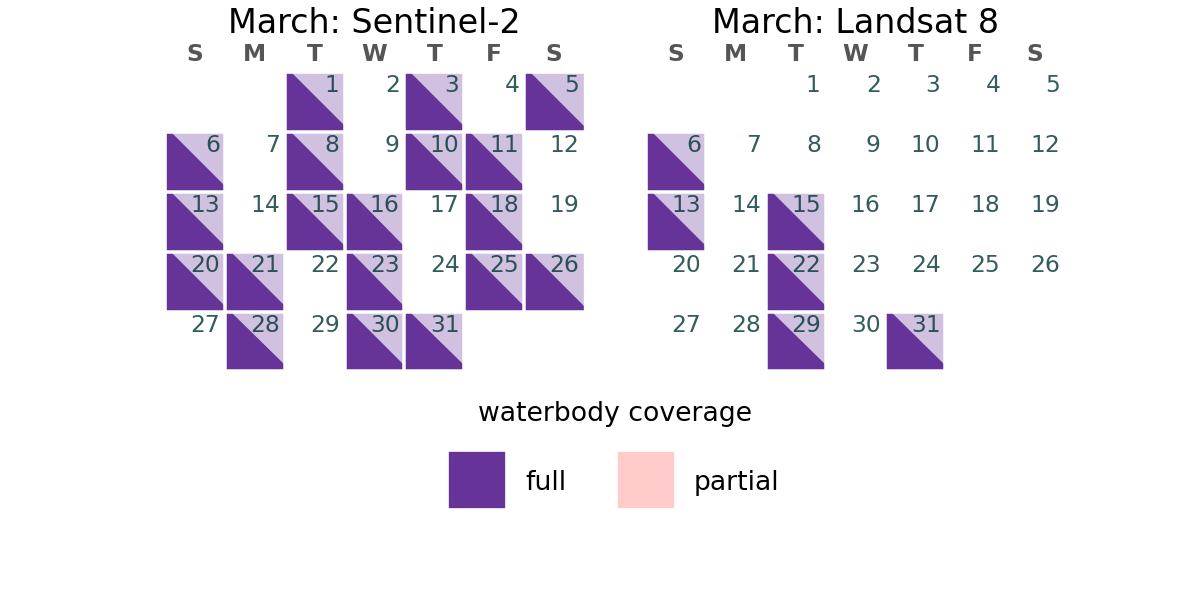 March: Sentinel-2
S M T W T F S
1 2 3 4 5
6 7 8 9 10 11 12
13 14 15 16 17 18 19
20 21 22 23 24 25 26
27 28 29 30 31
March: Landsat 8
S M T W T F S
1 2 3 4 5
6 7 8 9 10 11 12
13 14 15 16 17 18 19
20 21 22 23 24 25 26
27 28 29 30 31
waterbody coverage
full partial